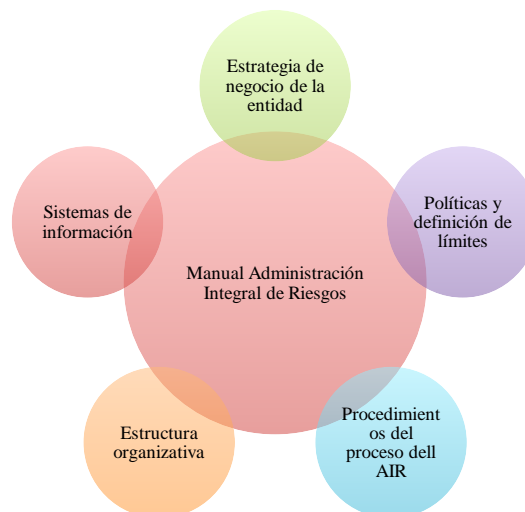 Estrategia de
negocio de la
entidad
Sistemas de
información
Políticas y
definición de
límites
Manual Administración
Integral de Riesgos
Estructura
organizativa
Procedimient
os del
proceso dell
AIR